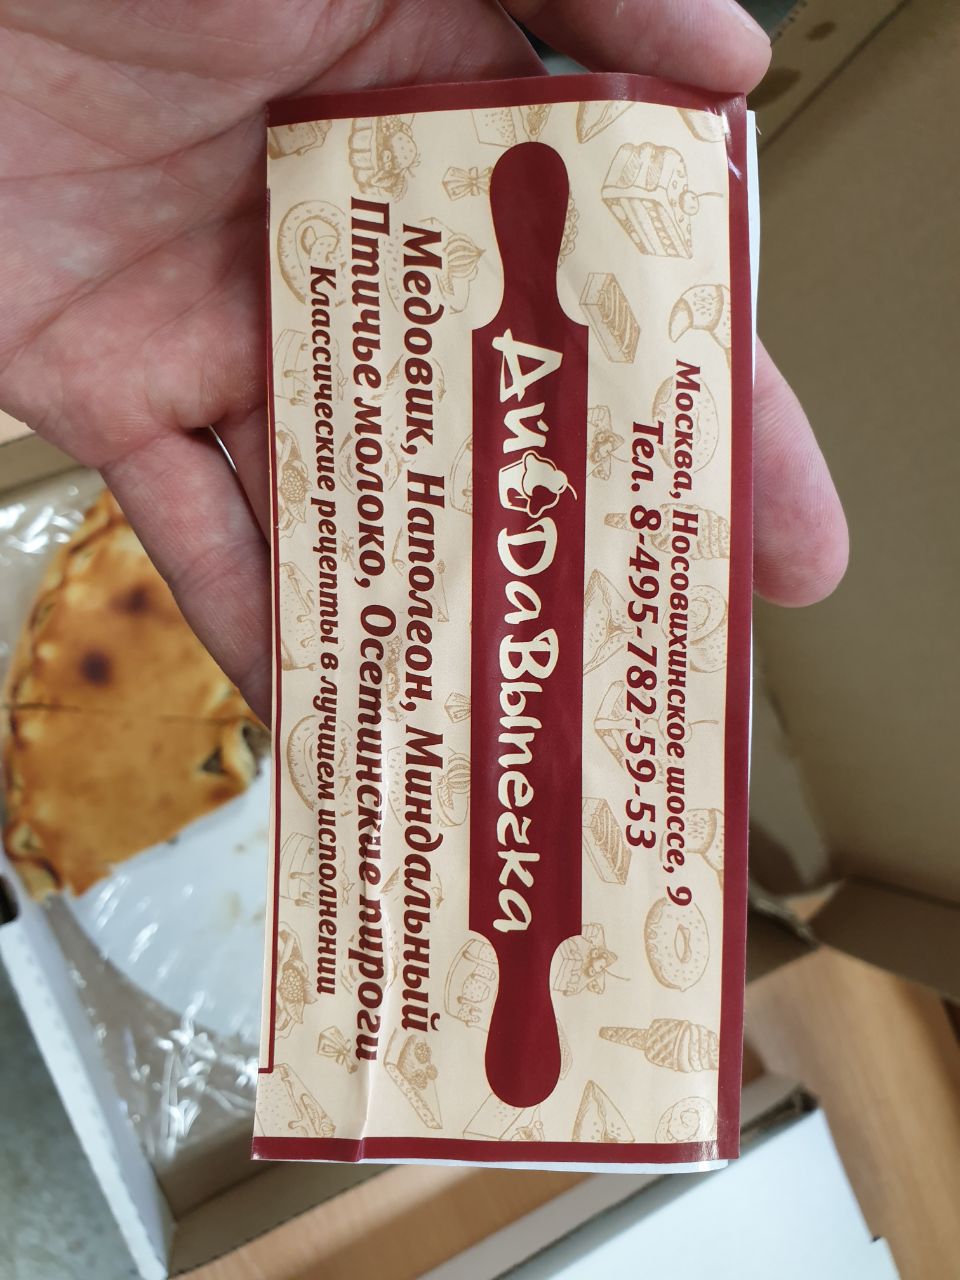 Москва, Носовихинское шоссе, 9
Тел. 8-495-782-59-53
Ай Да Выпечка
Медовик, Наполеон, Миндальный
Птичье молоко, Осетинские пироги
Классические рецепты в лучшем исполнении